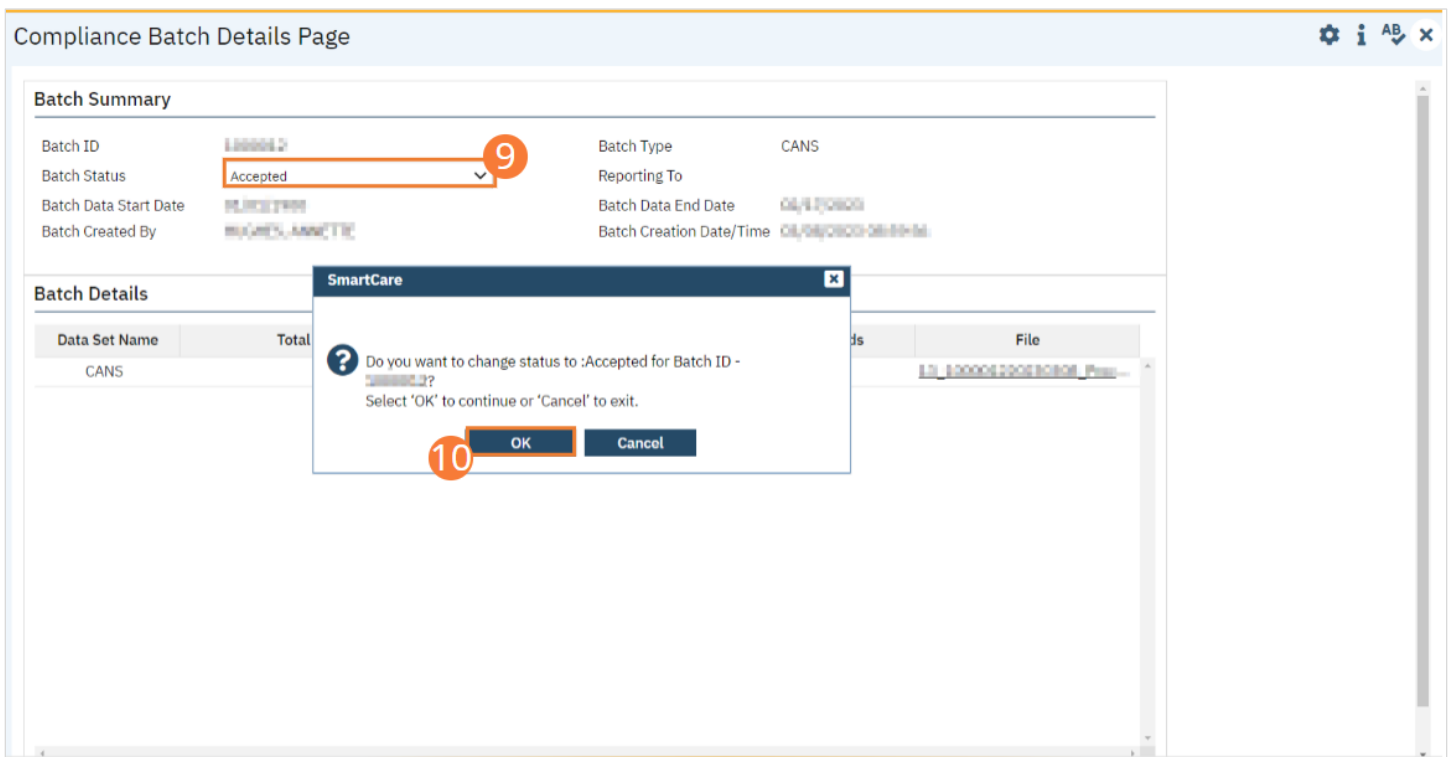 Compliance Batch Details Page
AB
Batch Summary
Batch ID
Batch Type CANS
9
Batch Status Accepted
Reporting To
Batch Data Start Date
Batch Data End Date
Batch Created By
Batch Creation Date/Time
SmartCare
Batch Details
Data Set Name Total ds File
CANS
Do you want to change status to :Accepted for Batch ID -
?
Select ‘OK’ to continue or ‘Cancel’ to exit.
10 OK Cancel